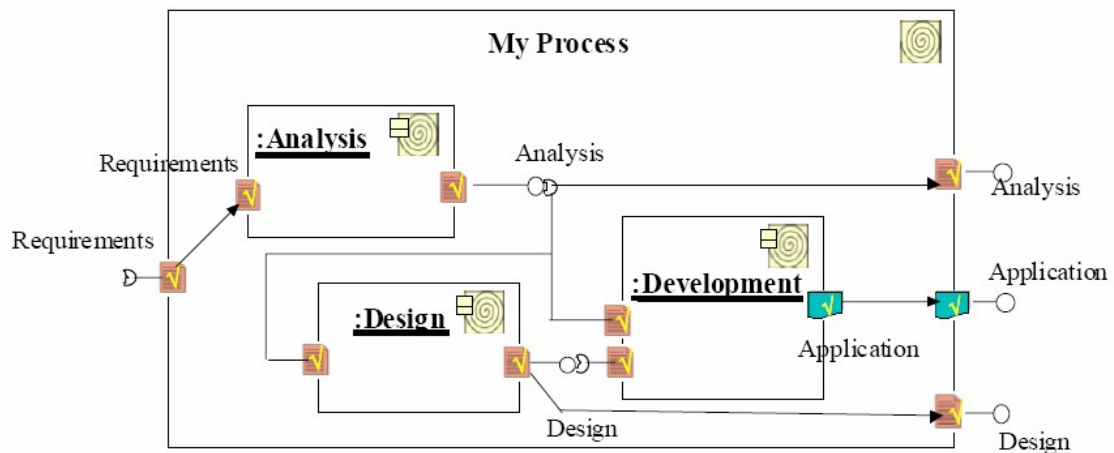 My Process
:Analysis
Requirements
Analysis
Analysis
Requirements
:Development
Application
:Design
Application
Design
Design